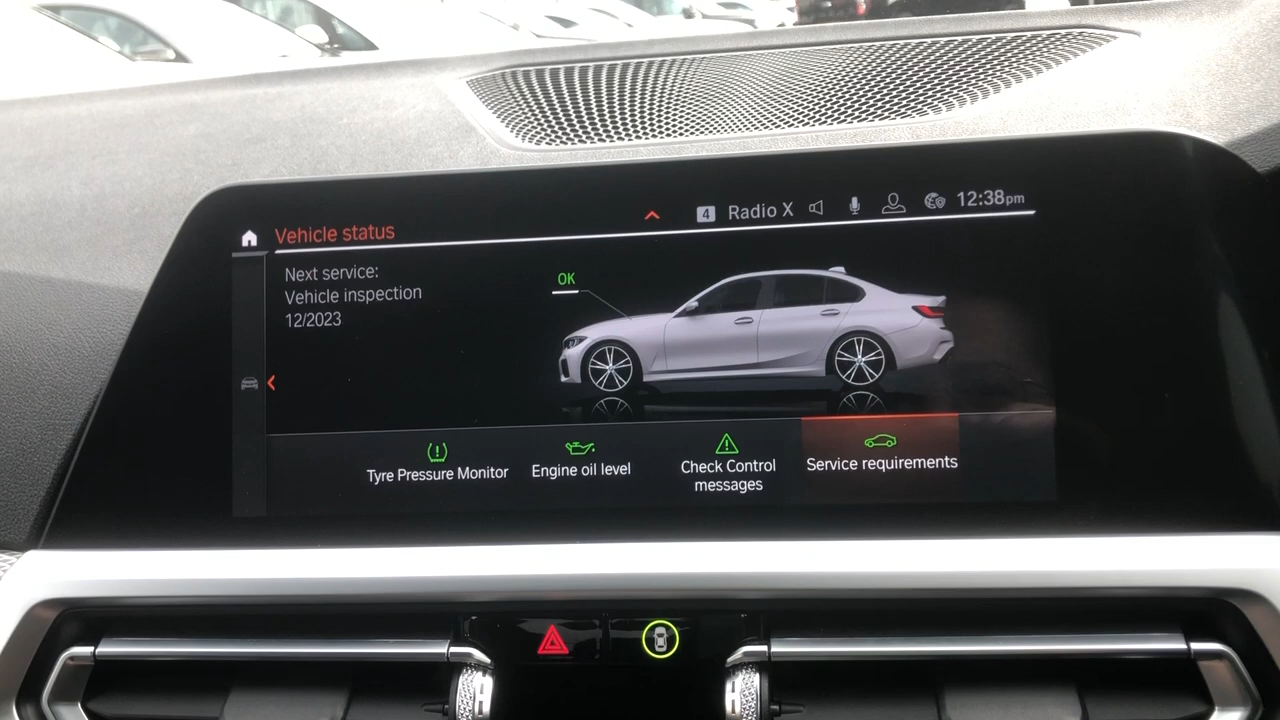 4 Radio X 12:38pm
Vehicle status
Next service:
Vehicle inspection
12/2023
OK
Tyre Pressure Monitor
Engine oil level
Check Control
messages
Service requirements